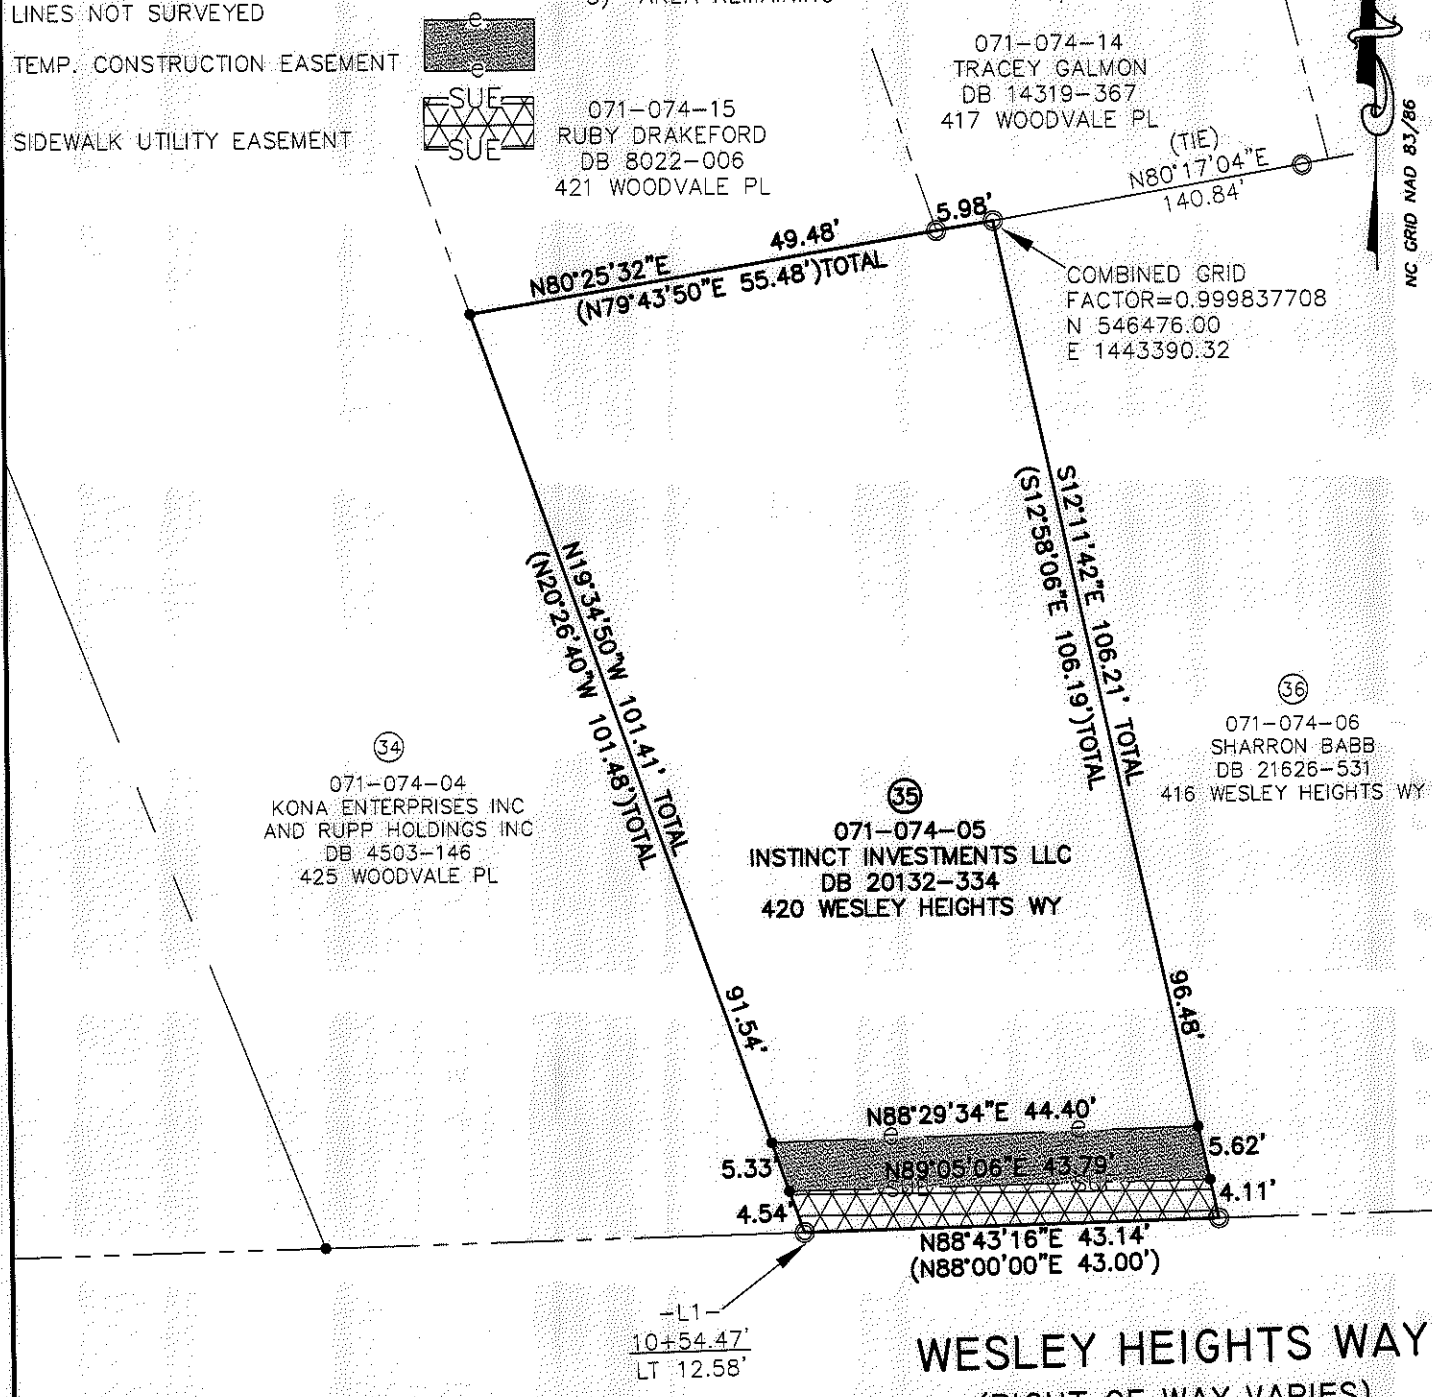 LINES NOT SURVEYED
TEMP. CONSTRUCTION EASEMENT
e
e
SIDEWALK UTILITY EASEMENT
SUE
SUE
071-074-15
RUBY DRAKEFORD
DB 8022-006
421 WOODVALE PL
071-074-14
TRACEY GALMON
DB 14319-367
417 WOODVALE PL
(TIE)
N80°17'04"E
140.84'
NC GRID NAD 83/86
5.98'
49.48'
N80°25'32"E
(N79°43'50"E 55.48')TOTAL
COMBINED GRID
FACTOR=0.999837708
N 546476.00
E 1443390.32
S12°11'42"E 106.21' TOTAL
(S12°58'06"E 106.19')TOTAL
N19°34'50"W 101.41' TOTAL
(N20°26'40"W 101.48')TOTAL
34
071-074-04
KONA ENTERPRISES INC
AND RUPP HOLDINGS INC
DB 4503-146
425 WOODVALE PL
35
071-074-05
INSTINCT INVESTMENTS LLC
DB 20132-334
420 WESLEY HEIGHTS WY
36
071-074-06
SHARRON BABB
DB 21626-531
416 WESLEY HEIGHTS WY
91.54'
96.48'
N88°29'34"E 44.40'
5.33'
5.62'
N89°05'06"E 43.79'
4.54'
4.11'
N88°43'16"E 43.14'
(N88°00'00"E 43.00')
-L1-
10+54.47'
LT 12.58'
WESLEY HEIGHTS WAY
(RIGHT OF WAY VARIES)